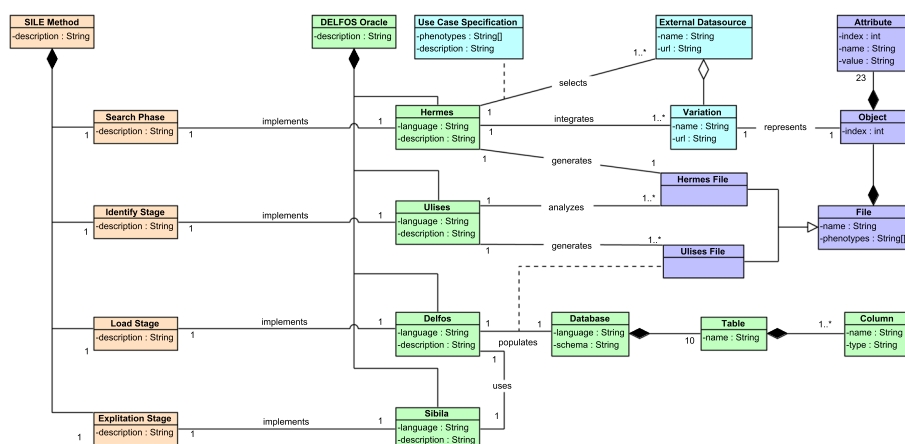 SILE Method
-description : String
DELFOS Oracle
-description : String
Use Case Specification
-phenotypes : String[]
-description : String
External Datasource
-name : String
-url : String
Attribute
-index : int
-name : String
-value : String
1..*
selects
23
Search Phase
-description : String
1
1
implements
1
Hermes
-language : String
-description : String
1
1
integrates
1..*
Variation
-name : String
-url : String
1
represents
1
Object
-index : int
1
generates
1
Hermes File
Identify Stage
-description : String
1
1
implements
1
Ulises
-language : String
-description : String
1
analyzes
1..*
File
-name : String
-phenotypes : String[]
1
generates
1..*
Ulises File
Load Stage
-description : String
1
1
implements
1
Delfos
-language : String
-description : String
1
populates
1
Database
-language : String
-schema : String
10
Table
-name : String
1..*
Column
-name : String
-type : String
1
uses
1
Explitation Stage
-description : String
1
1
implements
1
Sibila
-language : String
-description : String